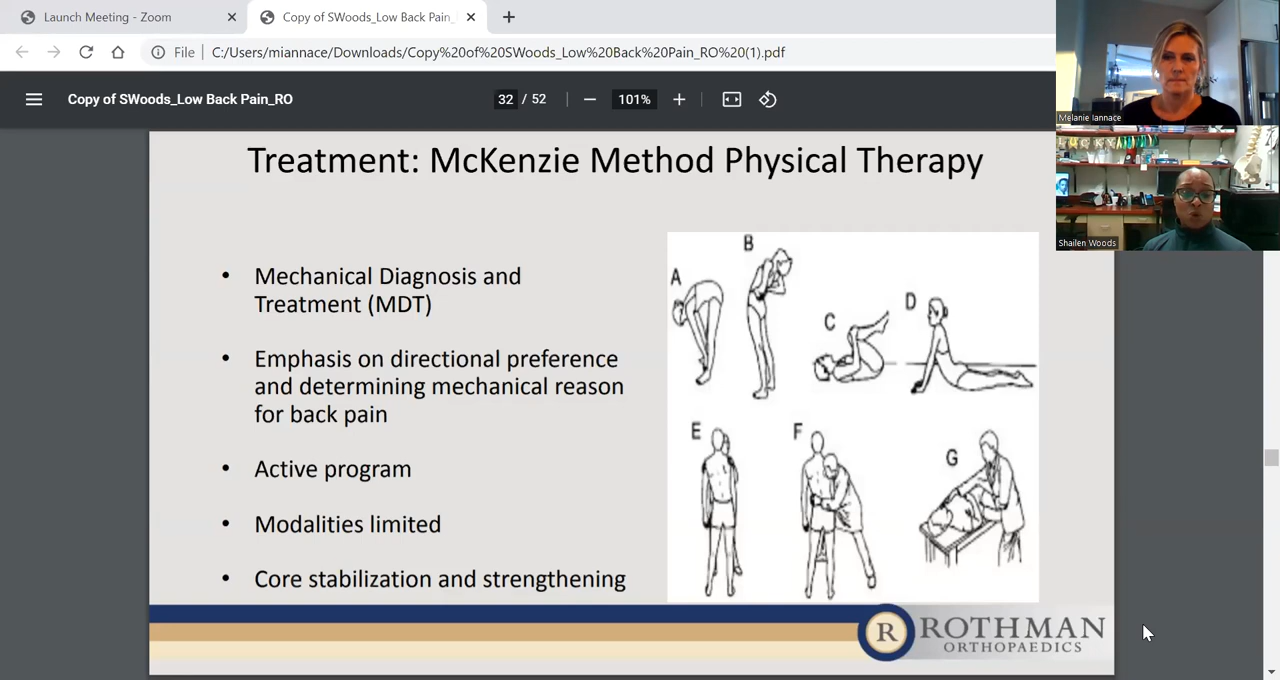 Launch Meeting - Zoom
Copy of SWoods_Low Back Pain_
File
C:/Users/miannace/Downloads/Copy%20of%20SWoods_Low%20Back%20Pain_RO%20(1).pdf
Copy of SWoods_Low Back Pain_RO
32 / 52
101%
Melanie Iannace
Shailen Woods
Treatment: McKenzie Method Physical Therapy
• Mechanical Diagnosis and
Treatment (MDT)
• Emphasis on directional preference
and determining mechanical reason
for back pain
• Active program
• Modalities limited
• Core stabilization and strengthening
A
B
C
D
E
F
G
R
ROTHMAN
ORTHOPAEDICS